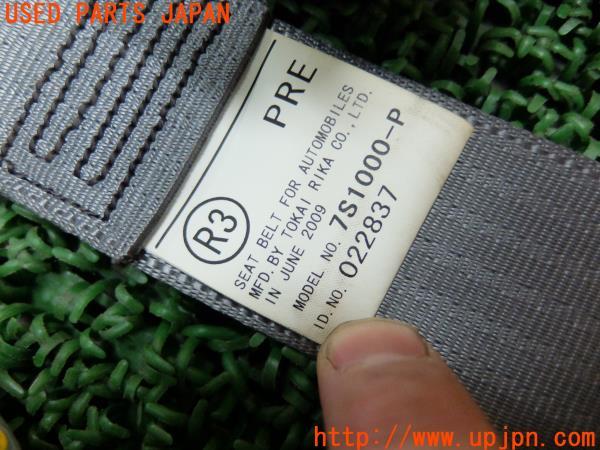 USED PARTS JAPAN
PRE
R3
SEAT BELT FOR AUTOMOBILES
MFD. BY TOKAI RIKA CO., LTD.
IN JUNE 2009
MODEL NO. 7S1000-P
ID. NO. 022837
http://www.upjpn.com